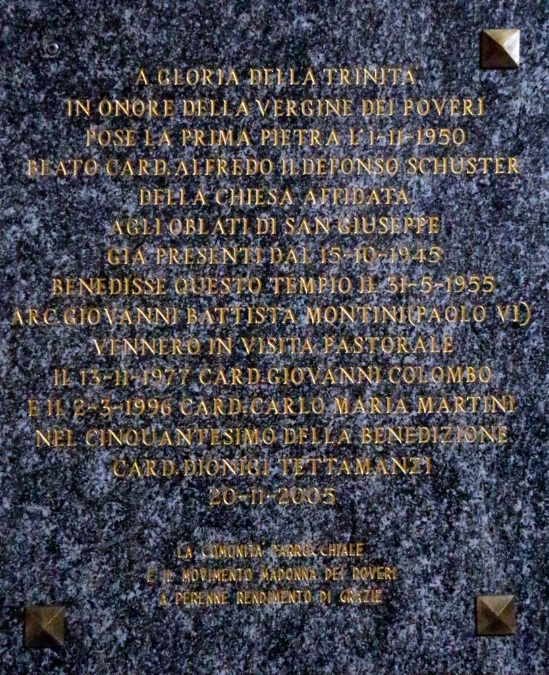 A GLORIA DELLA TRINITA'
IN ONORE DELLA VERGINE DEI POVERI
POSE LA PRIMA PIETRA L'1-11-1950
BEATO CARD. ALFREDO ILDEFONSO SCHUSTER
DELLA CHIESA AFFIDATA
AGLI OBLATI DI SAN GIUSEPPE
GIA PRESENTI DAL 15-10-1945
BENEDISSE QUESTO TEMPIO IL 31-5-1955
ARC. GIOVANNI BATTISTA MONTINI (PAOLO VI)
VENNERO IN VISITA PASTORALE
IL 13-11-1977 CARD. GIOVANNI COLOMBO
E IL 2-3-1996 CARD. CARLO MARIA MARTINI
NEL CINQUANTESIMO DELLA BENEDIZIONE
CARD. DIONIGI TETTAMANZI
20-11-2005
LA COMUNITA' PARROCCHIALE
E IL MOVIMENTO MADONNA DEI POVERI
A PERENNE RENDIMENTO DI GRAZIE